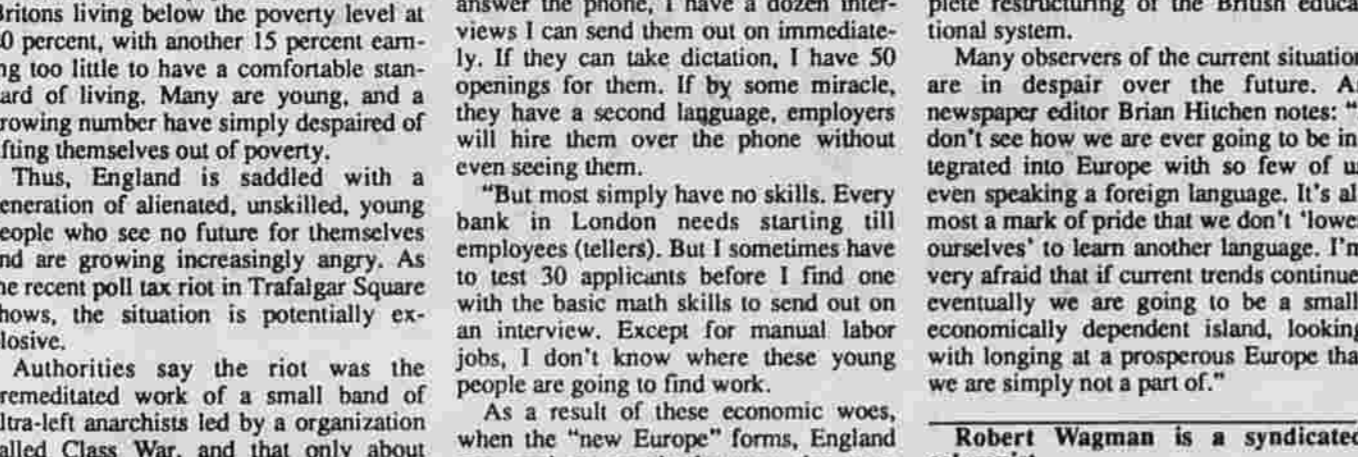 Britons living below the poverty level at
0 percent, with another 15 percent earn-
ng too little to have a comfortable stan-
ard of living. Many are young, and a
rowing number have simply despaired of
fting themselves out of poverty.
Thus, England is saddled with a
eneration of alienated, unskilled, young
eople who see no future for themselves
nd are growing increasingly angry. As
he recent poll tax riot in Trafalgar Square
hows, the situation is potentially ex-
losive.
Authorities say the riot was the
remeditated work of a small band of
ltra-left anarchists led by a organization
alled Class War, and that only about
answer the phone, I have a dozen inter-
views I can send them out on immediate-
ly. If they can take dictation, I have 50
openings for them. If by some miracle,
they have a second language, employers
will hire them over the phone without
even seeing them.
"But most simply have no skills. Every
bank in London needs starting till
employees (tellers). But I sometimes have
to test 30 applicants before I find one
with the basic math skills to send out on
an interview. Except for manual labor
jobs, I don't know where these young
people are going to find work.
As a result of these economic woes,
when the "new Europe" forms, England
plete restructuring of the British educa
tional system.
Many observers of the current situation
are in despair over the future. A
newspaper editor Brian Hitchen notes: "
don't see how we are ever going to be in
tegrated into Europe with so few of u
even speaking a foreign language. It's al
most a mark of pride that we don't 'lower
ourselves' to learn another language. I'm
very afraid that if current trends continue
eventually we are going to be a small
economically dependent island, looking
with longing at a prosperous Europe tha
we are simply not a part of."
Robert Wagman is a syndicated